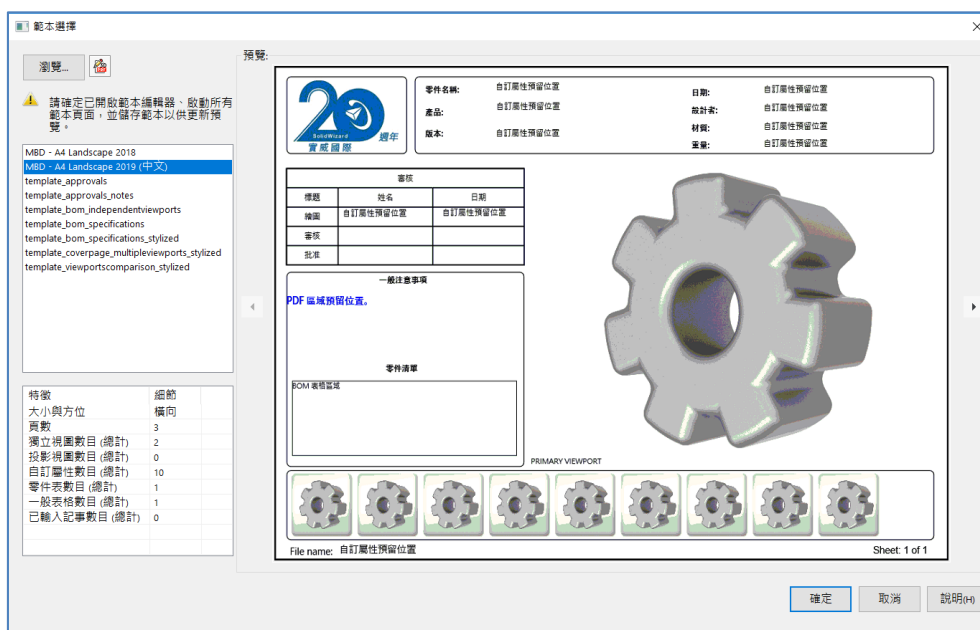 範本選擇
瀏覽...
預覽:
請確定已開啟範本編輯器、啟動所有
範本頁面，並儲存範本以供更新預
覽。
MBD - A4 Landscape 2018
MBD - A4 Landscape 2019 (中文)
template_approvals
template_approvals_notes
template_bom_independentviewports
template_bom_specifications
template_bom_specifications_stylized
template_coverpage_multipleviewports_stylized
template_viewportscomparison_stylized
特徵 細節
大小與方位 橫向
頁數 3
獨立視圖數目 (總計) 2
投影視圖數目 (總計) 0
自訂屬性數目 (總計) 10
零件表數目 (總計) 1
一般表格數目 (總計) 1
已輸入記事數目 (總計) 0
20
SolidWizard 週年
實威國際
零件名稱: 自訂屬性預留位置
產品: 自訂屬性預留位置
版本: 自訂屬性預留位置
日期: 自訂屬性預留位置
設計者: 自訂屬性預留位置
材質: 自訂屬性預留位置
重量: 自訂屬性預留位置
審核
標題 姓名 日期
繪圖 自訂屬性預留位置 自訂屬性預留位置
審核
批准
一般注意事項
PDF 區域預留位置。
零件清單
BOM 表格區域
PRIMARY VIEWPORT
File name: 自訂屬性預留位置 Sheet: 1 of 1
確定 取消 說明(H)